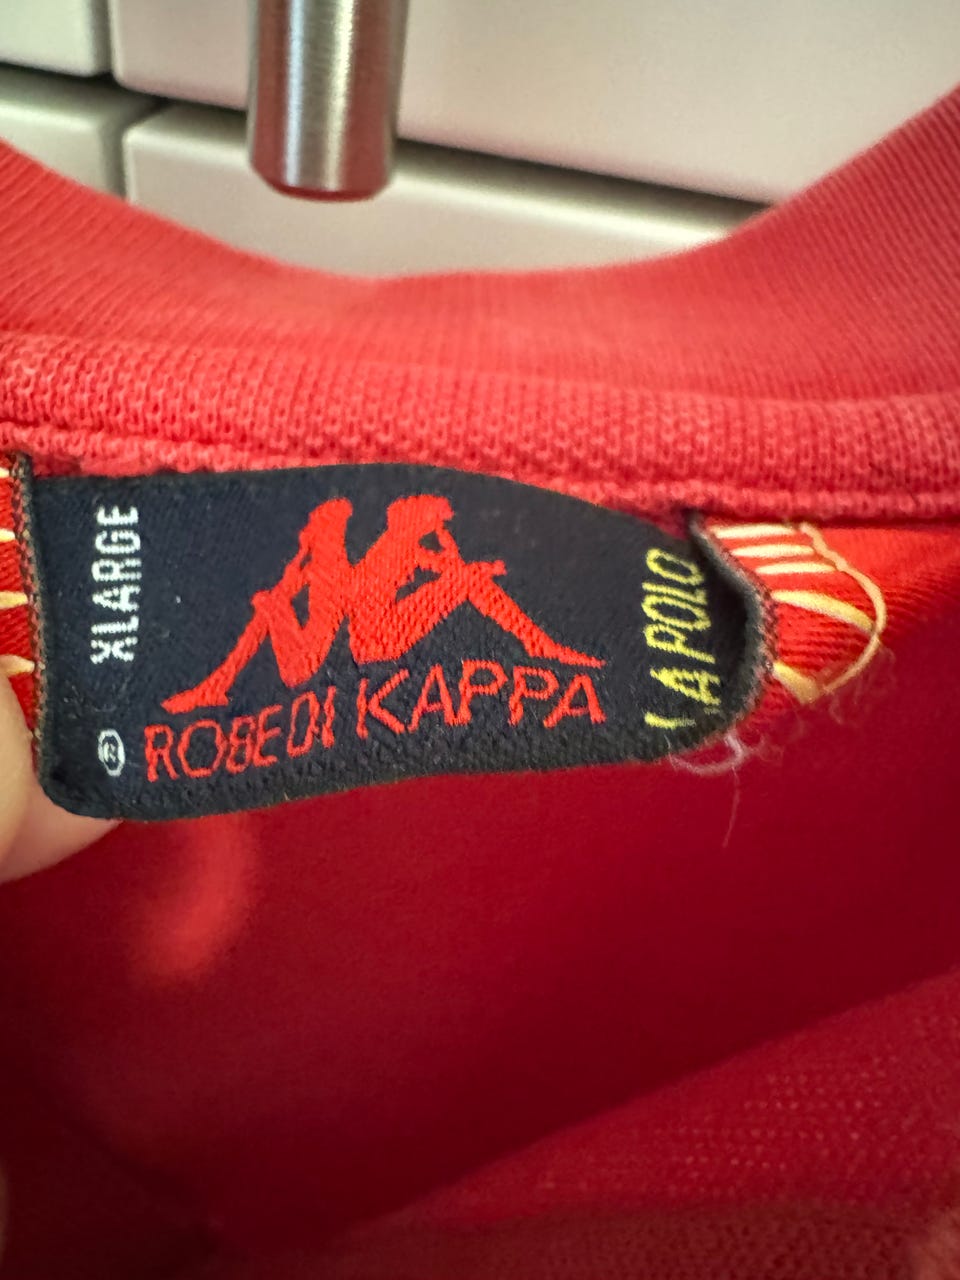 XLARGE
®
ROBE DI KAPPA
LA POLO